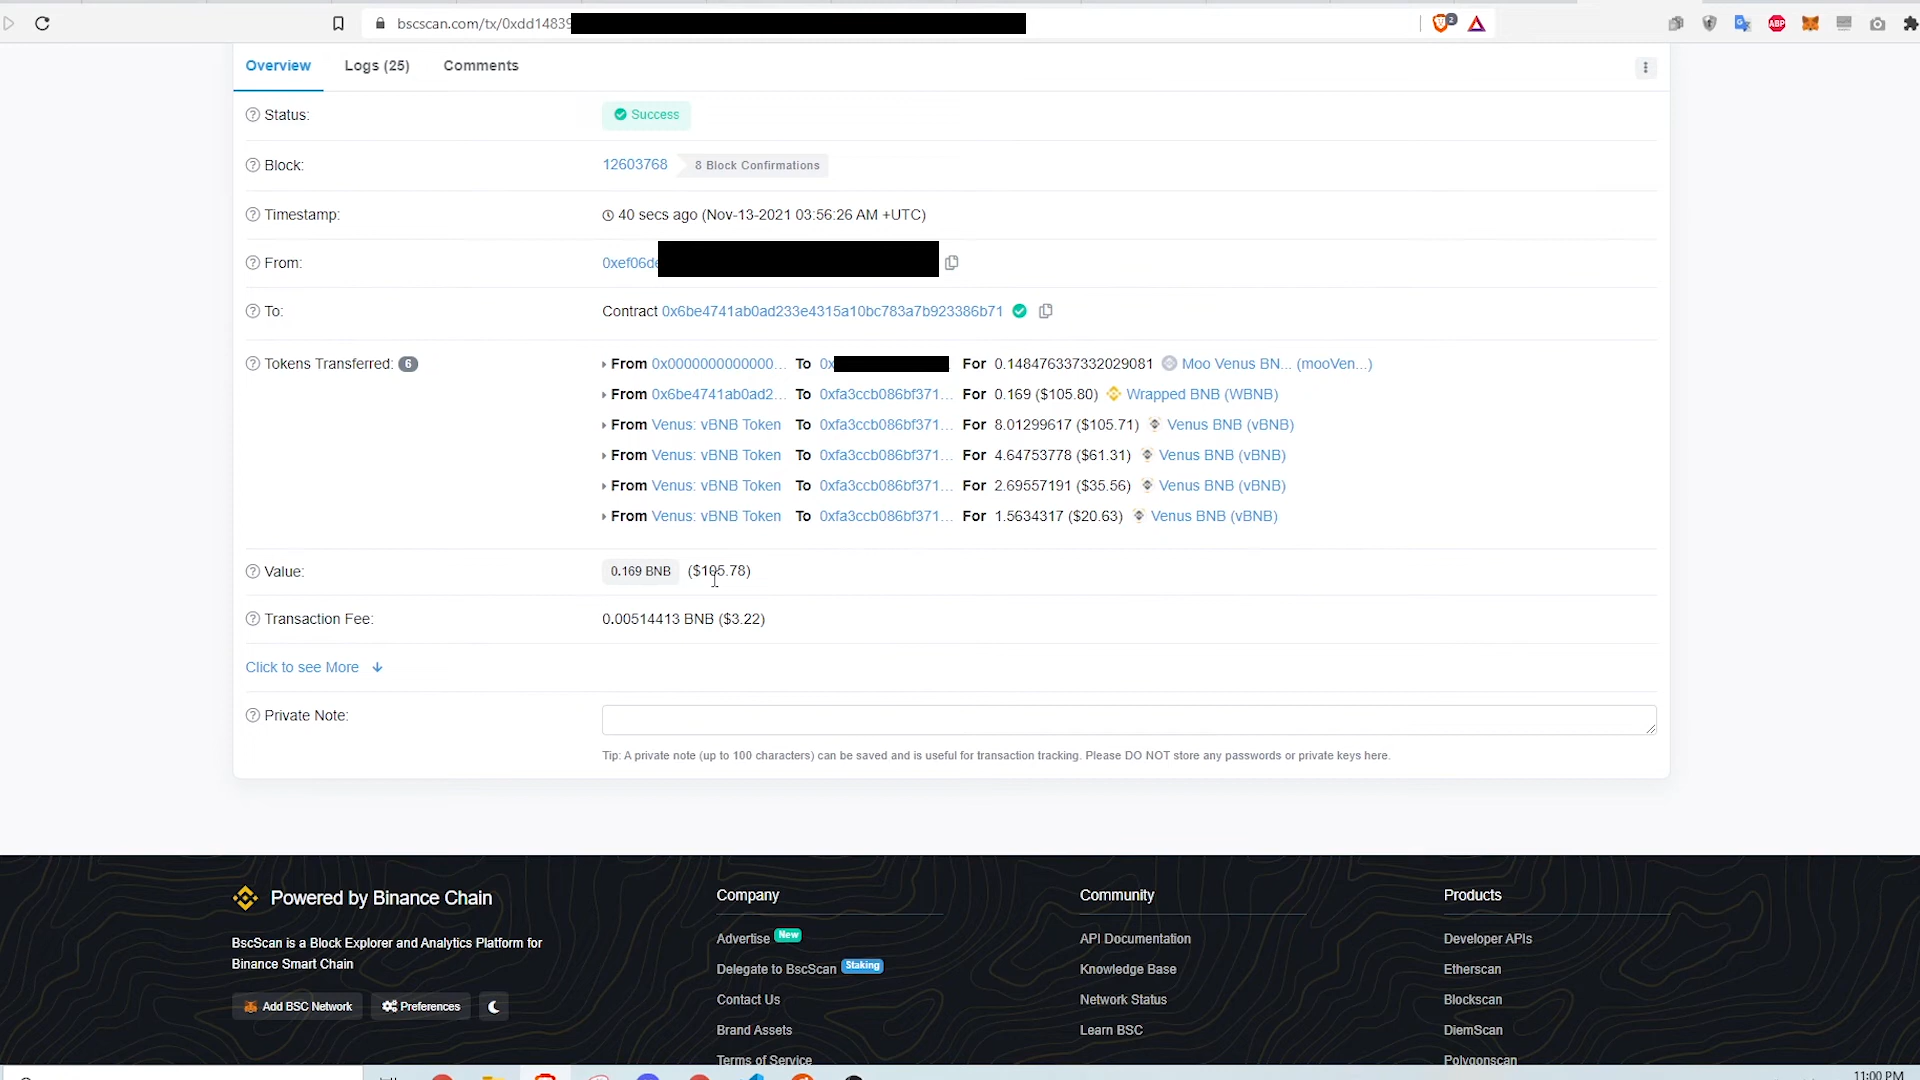 bscscan.com/tx/0xdd14839
2
ABP
Overview Logs (25) Comments
Status: Success
Block: 12603768 8 Block Confirmations
Timestamp: 40 secs ago (Nov-13-2021 03:56:26 AM +UTC)
From: 0xef06de
To: Contract 0x6be4741ab0ad233e4315a10bc783a7b923386b71
Tokens Transferred: 6 From 0x0000000000000... To 0x For 0.148476337332029081 Moo Venus BN... (mooVen...)
From 0x6be4741ab0ad2... To 0xfa3ccb086bf371... For 0.169 ($105.80) Wrapped BNB (WBNB)
From Venus: vBNB Token To 0xfa3ccb086bf371... For 8.01299617 ($105.71) Venus BNB (vBNB)
From Venus: vBNB Token To 0xfa3ccb086bf371... For 4.64753778 ($61.31) Venus BNB (vBNB)
From Venus: vBNB Token To 0xfa3ccb086bf371... For 2.69557191 ($35.56) Venus BNB (vBNB)
From Venus: vBNB Token To 0xfa3ccb086bf371... For 1.5634317 ($20.63) Venus BNB (vBNB)
Value: 0.169 BNB ($105.78)
Transaction Fee: 0.00514413 BNB ($3.22)
Click to see More
Private Note:
Tip: A private note (up to 100 characters) can be saved and is useful for transaction tracking. Please DO NOT store any passwords or private keys here.
Powered by Binance Chain
BscScan is a Block Explorer and Analytics Platform for
Binance Smart Chain
Add BSC Network Preferences
Company
Advertise New
Delegate to BscScan Staking
Contact Us
Brand Assets
Terms of Service
Community
API Documentation
Knowledge Base
Network Status
Learn BSC
Products
Developer APIs
Etherscan
Blockscan
DiemScan
Polygonscan
11:00 PM